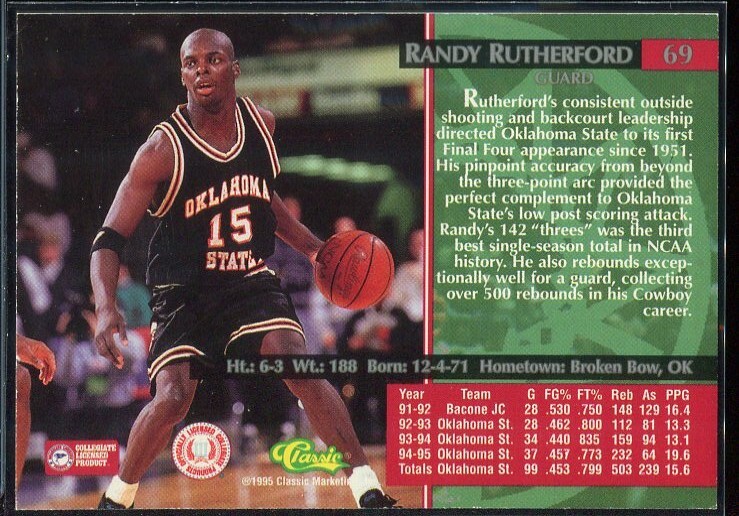 RANDY RUTHERFORD 69
GUARD
Rutherford's consistent outside
shooting and backcourt leadership
directed Oklahoma State to its first
Final Four appearance since 1951.
His pinpoint accuracy from beyond
the three-point arc provided the
perfect complement to Oklahoma
State's low post scoring attack.
Randy's 142 "threes" was the third
best single-season total in NCAA
history. He also rebounds excep-
tionally well for a guard, collecting
over 500 rebounds in his Cowboy
career.
OKLAHOMA
15
STATE
Ht.: 6-3 Wt.: 188 Born: 12-4-71 Hometown: Broken Bow, OK
Year Team G FG% FT% Reb As PPG
91-92 Bacone JC 28 .530 .750 148 129 16.4
92-93 Oklahoma St. 28 .462 .800 112 81 13.3
93-94 Oklahoma St. 34 .440 835 159 94 13.1
94-95 Oklahoma St. 37 .457 .773 232 64 19.6
Totals Oklahoma St. 99 .453 .799 503 239 15.6
COLLEGIATE
LICENSED
PRODUCT
Classic
©1995 Classic Marketi